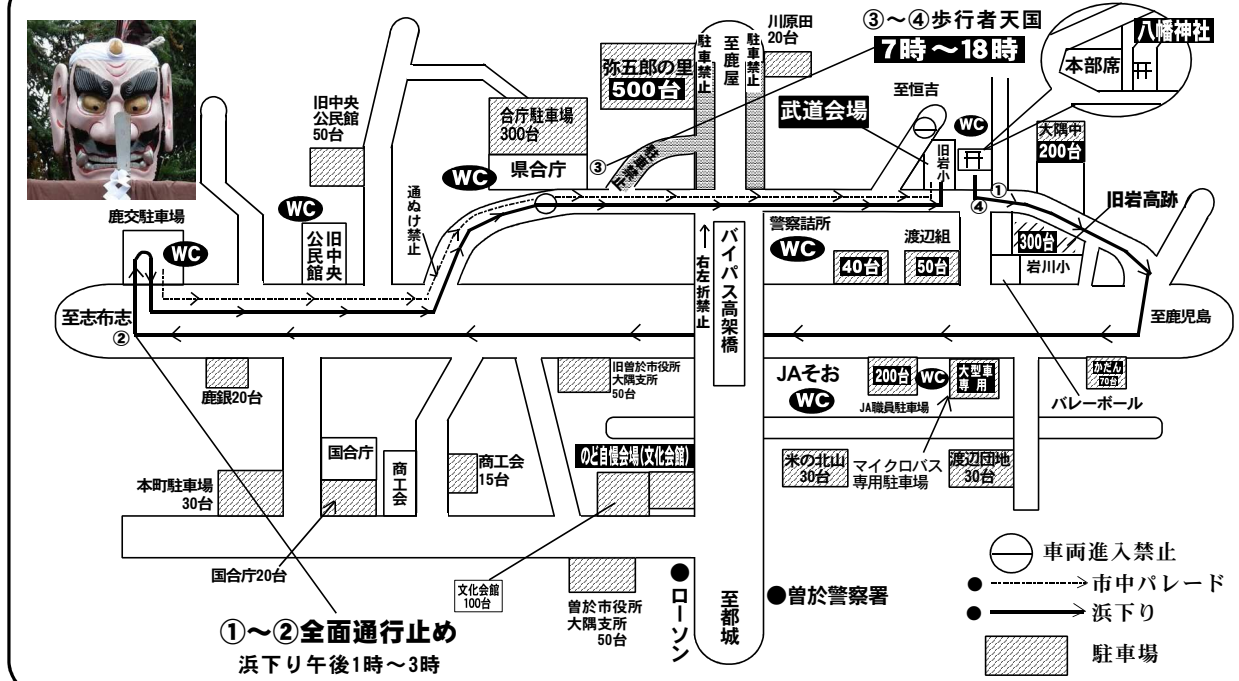 ③～④歩行者天国
7時～18時
八幡神社
本部席
川原田
20台
駐車禁止
至鹿屋
駐車禁止
弥五郎の里
500台
至恒吉
武道会場
WC
旧岩小
大隅中
200台
旧中央
公民館
50台
合庁駐車場
300台
県合庁
WC
③
駐車禁止
①
④
旧岩高跡
300台
岩川小
鹿交駐車場
WC
WC
旧中央
公民館
通ぬけ禁止
警察詰所
WC
渡辺組
40台
50台
バイパス高架橋
右左折禁止
至志布志
②
至鹿児島
鹿銀20台
旧曽於市役所
大隅支所
50台
JAそお
WC
200台
WC
大型車
専用
JA職員駐車場
かだん
70台
バレーボール
国合庁
商工会
商工会
15台
のど自慢会場(文化会館)
米の北山
30台
マイクロバス
専用駐車場
渡辺団地
30台
本町駐車場
30台
国合庁20台
文化会館
100台
曽於市役所
大隅支所
50台
●ローソン
至都城
●曽於警察署
①～②全面通行止め
浜下り午後1時～3時
車両進入禁止
市中パレード
浜下り
駐車場